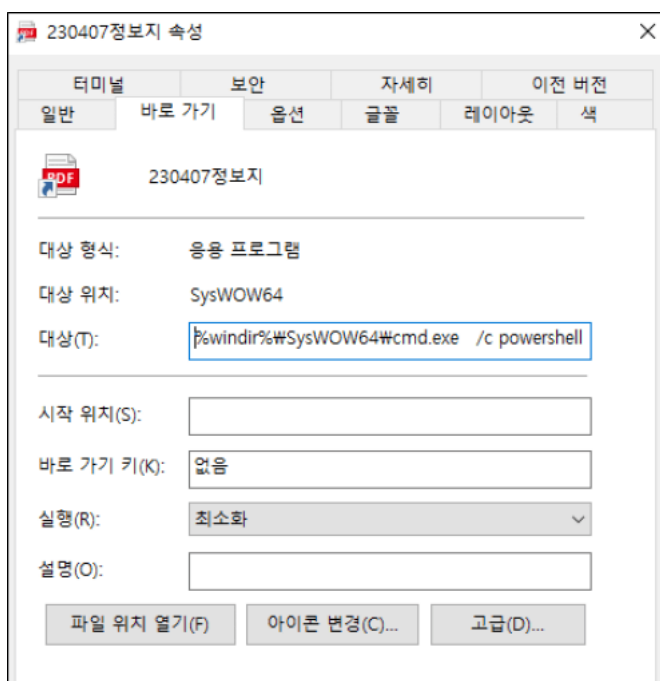 230407정보지 속성
터미널 보안 자세히 이전 버전
일반 바로 가기 옵션 글꼴 레이아웃 색
PDF 230407정보지
대상 형식: 응용 프로그램
대상 위치: SysWOW64
대상(T): %windir%₩SysWOW64₩cmd.exe /c powershell
시작 위치(S):
바로 가기 키(K): 없음
실행(R): 최소화
설명(O):
파일 위치 열기(F) 아이콘 변경(C)... 고급(D)...